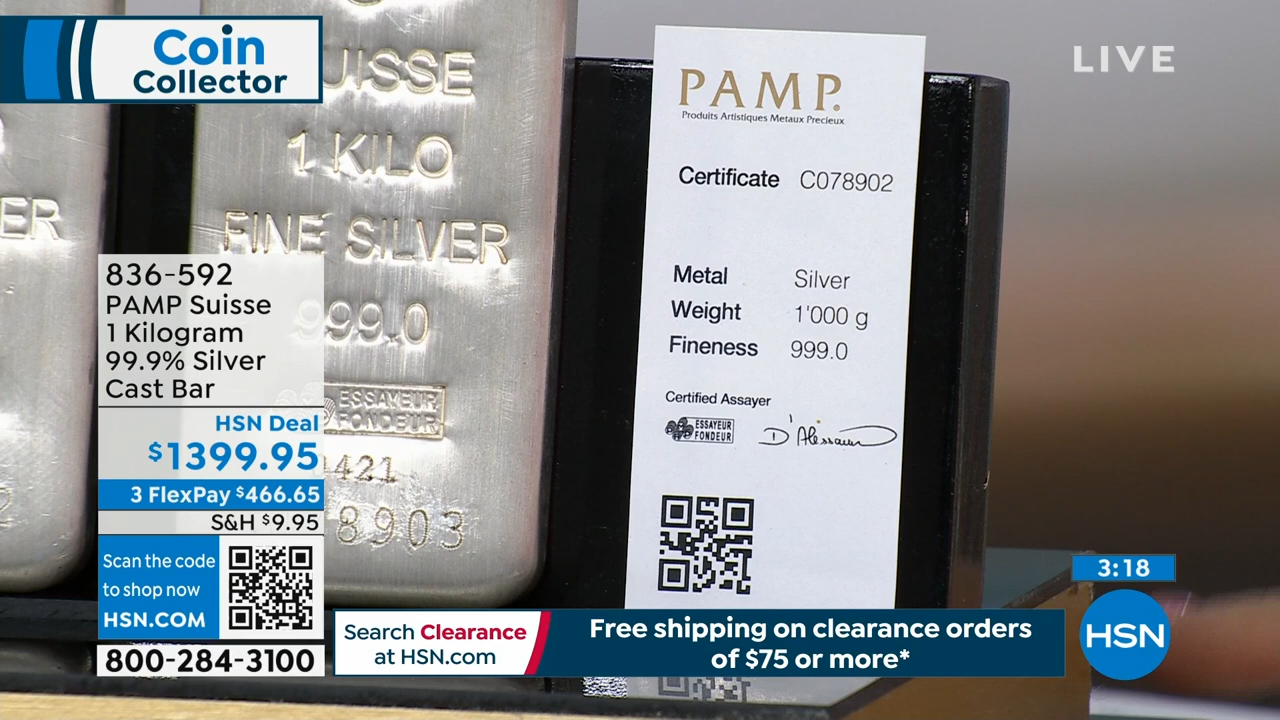 Coin
Collector
LIVE
UISSE
1 KILO
FINE SILVER
999.0
ESSAYEUR
FONDEUR
421
8903
ER
PAMP.
Produits Artistiques Metaux Precieux
Certificate C078902
Metal Silver
Weight 1'000 g
Fineness 999.0
Certified Assayer
ESSAYEUR
FONDEUR
D'Alessandro
836-592
PAMP Suisse
1 Kilogram
99.9% Silver
Cast Bar
HSN Deal
$1399.95
3 FlexPay $466.65
S&H $9.95
Scan the code
to shop now
HSN.COM
800-284-3100
Search Clearance
at HSN.com
Free shipping on clearance orders
of $75 or more*
3:18
HSN